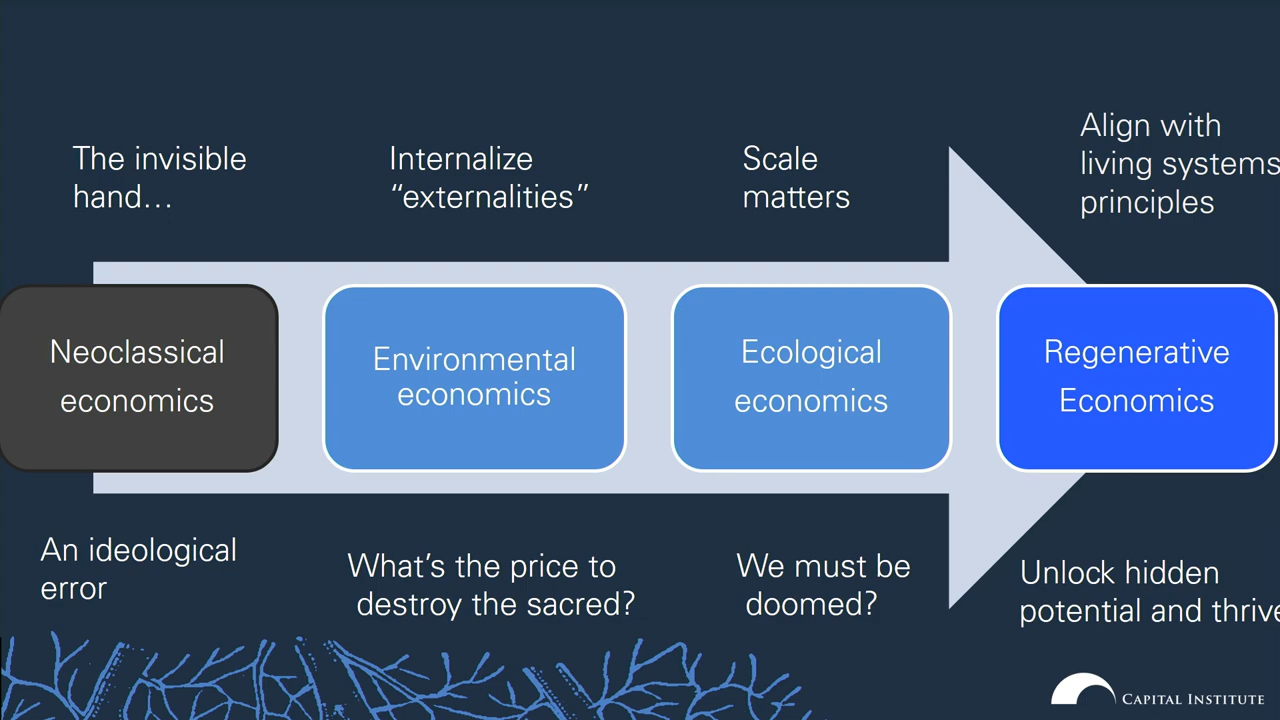 The invisible
hand…
Internalize
“externalities”
Scale
matters
Align with
living systems
principles
Neoclassical
economics
Environmental
economics
Ecological
economics
Regenerative
Economics
An ideological
error
What’s the price to
destroy the sacred?
We must be
doomed?
Unlock hidden
potential and thrive
CAPITAL INSTITUTE